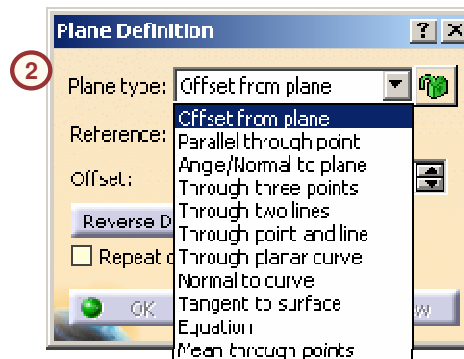 Plane Definition
2
Plane type: Offset from plane
Reference:
Offset:
Reverse D
Repeat o
OK
w
Offset from plane
Parallel through point
Angle/Normal to plane
Through three points
Through two lines
Through point and line
Through planar curve
Normal to curve
Tangent to surface
Equation
Mean through points